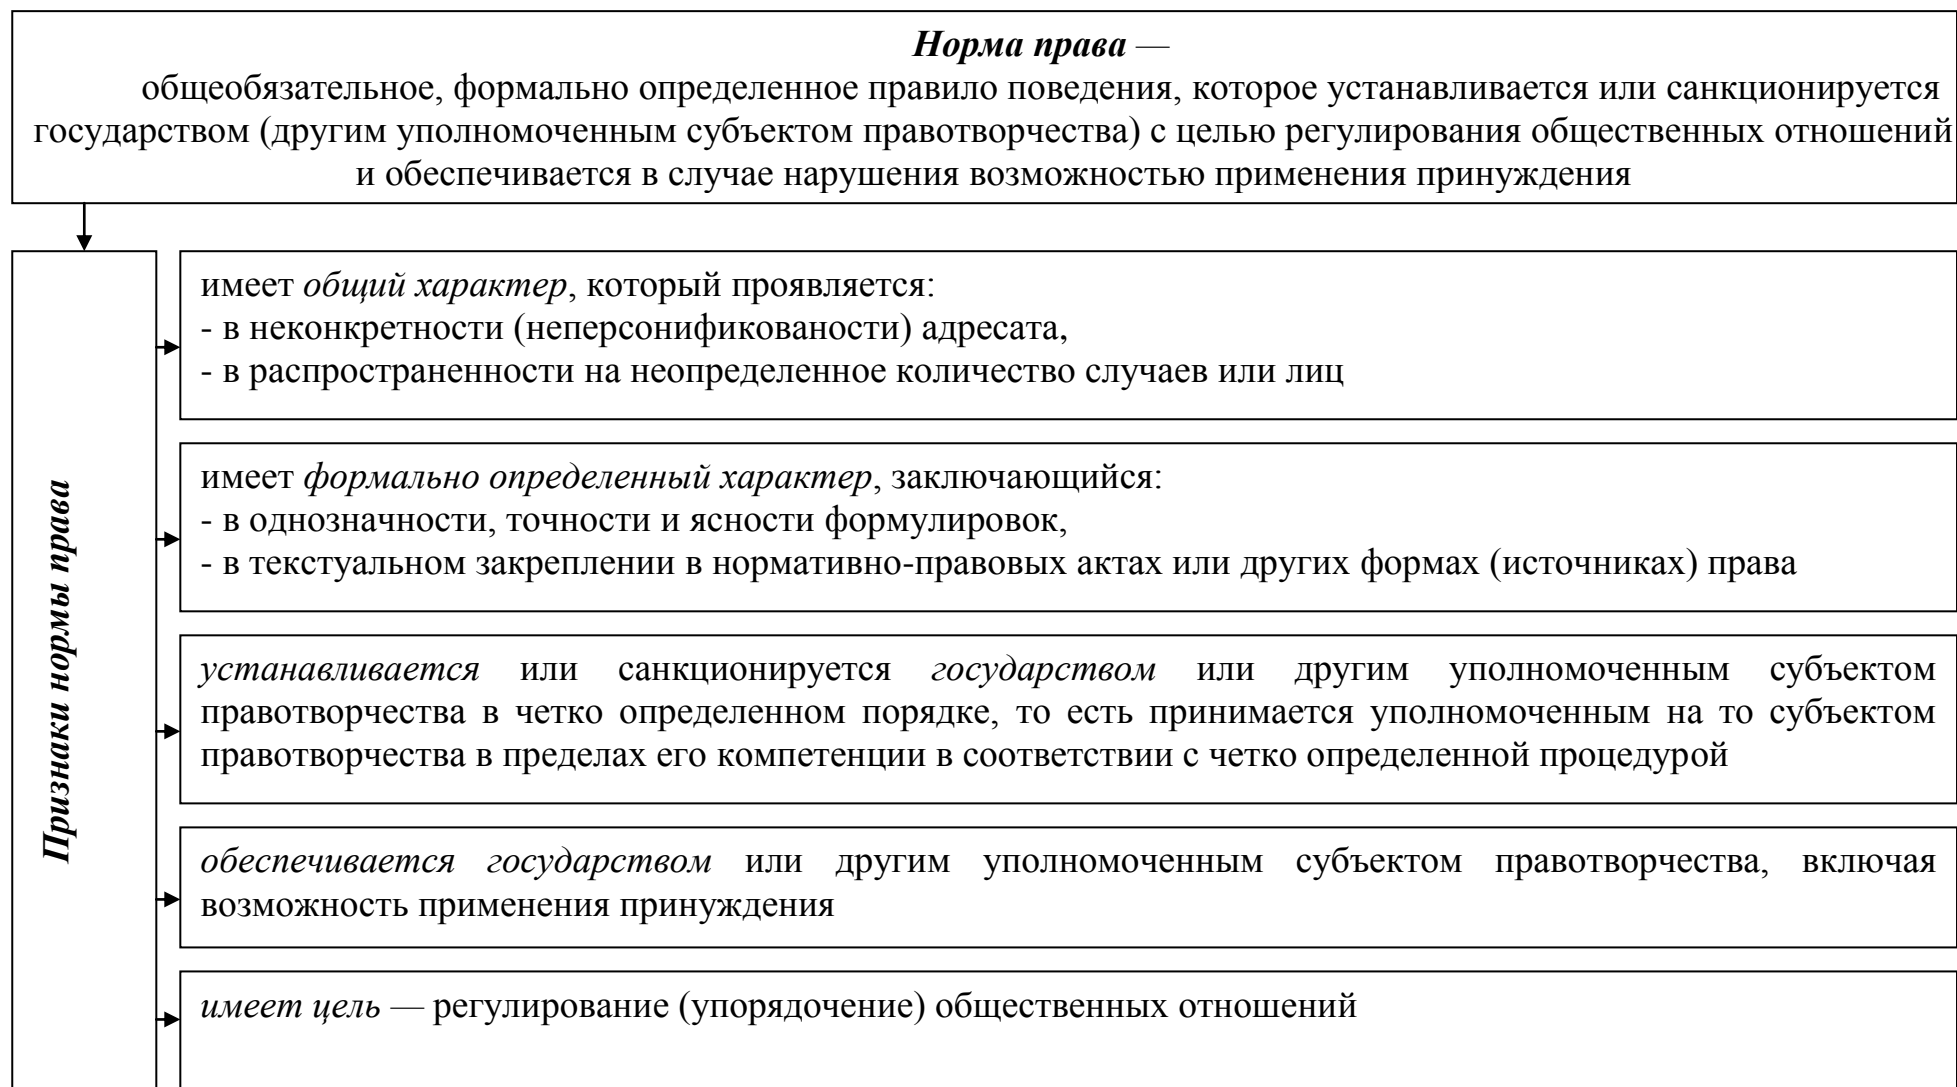 Норма права —
общеобязательное, формально определенное правило поведения, которое устанавливается или санкционируется
государством (другим уполномоченным субъектом правотворчества) с целью регулирования общественных отношений
и обеспечивается в случае нарушения возможностью применения принуждения
Признаки нормы права
имеет общий характер, который проявляется:
- в неконкретности (неперсонификованости) адресата,
- в распространенности на неопределенное количество случаев или лиц
имеет формально определенный характер, заключающийся:
- в однозначности, точности и ясности формулировок,
- в текстуальном закреплении в нормативно-правовых актах или других формах (источниках) права
устанавливается или санкционируется государством или другим уполномоченным субъектом
правотворчества в четко определенном порядке, то есть принимается уполномоченным на то субъектом
правотворчества в пределах его компетенции в соответствии с четко определенной процедурой
обеспечивается государством или другим уполномоченным субъектом правотворчества, включая
возможность применения принуждения
имеет цель — регулирование (упорядочение) общественных отношений